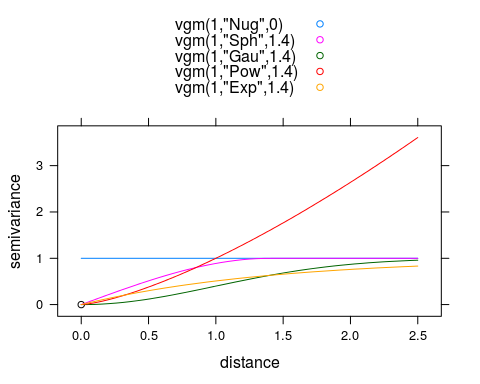 vgm(1,"Nug",0)
vgm(1,"Sph",1.4)
vgm(1,"Gau",1.4)
vgm(1,"Pow",1.4)
vgm(1,"Exp",1.4)
semivariance
3
2
1
0
0.0 0.5 1.0 1.5 2.0 2.5
distance